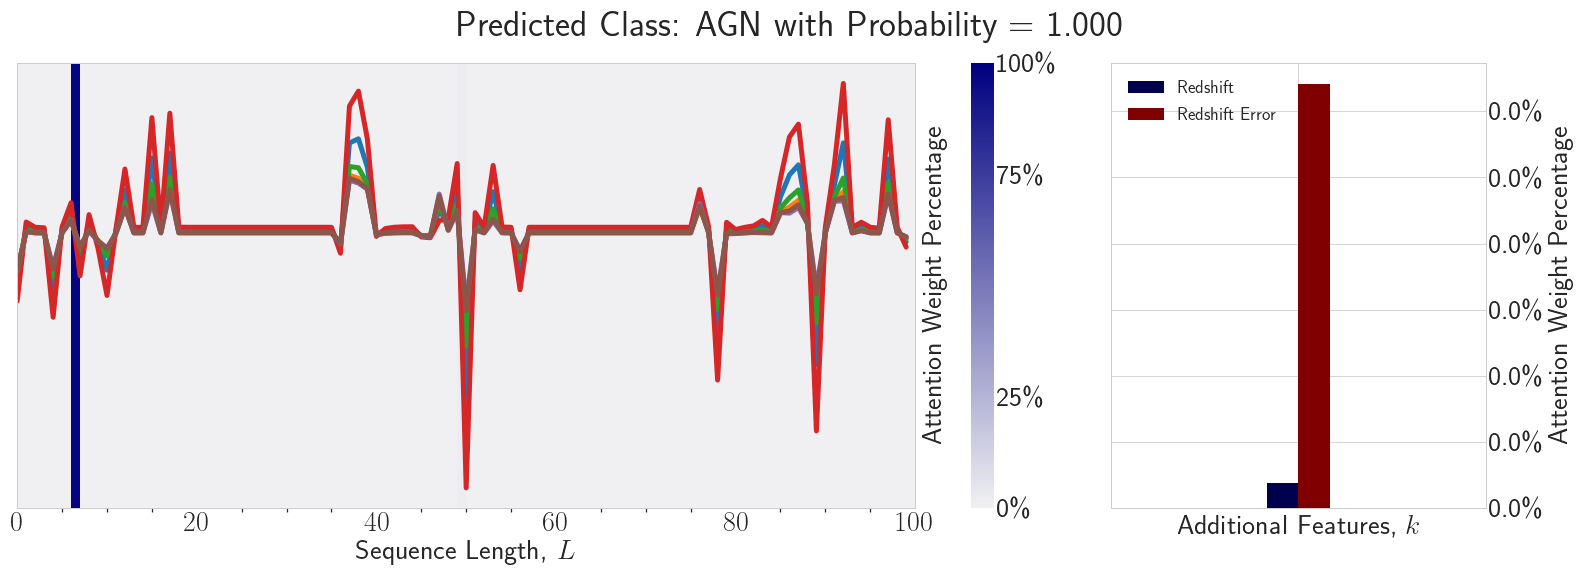 Predicted Class: AGN with Probability = 1.000
0
20
40
60
80
100
Sequence Length, L
100%
75%
25%
0%
Attention Weight Percentage
Redshift
Redshift Error
0.0%
0.0%
0.0%
0.0%
0.0%
0.0%
0.0%
Attention Weight Percentage
Additional Features, k